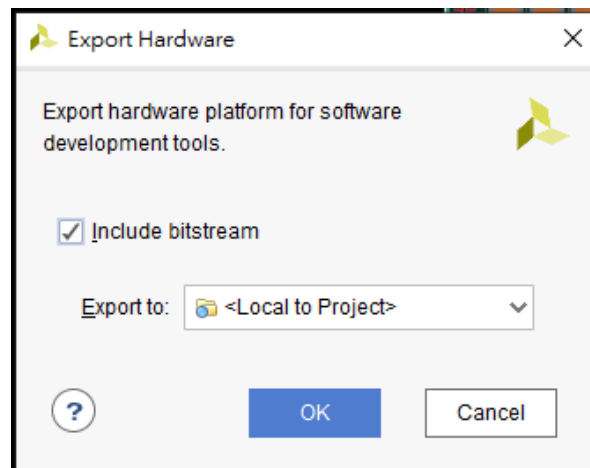 Export Hardware
Export hardware platform for software
development tools.
Include bitstream
Export to: <Local to Project>
?
OK Cancel